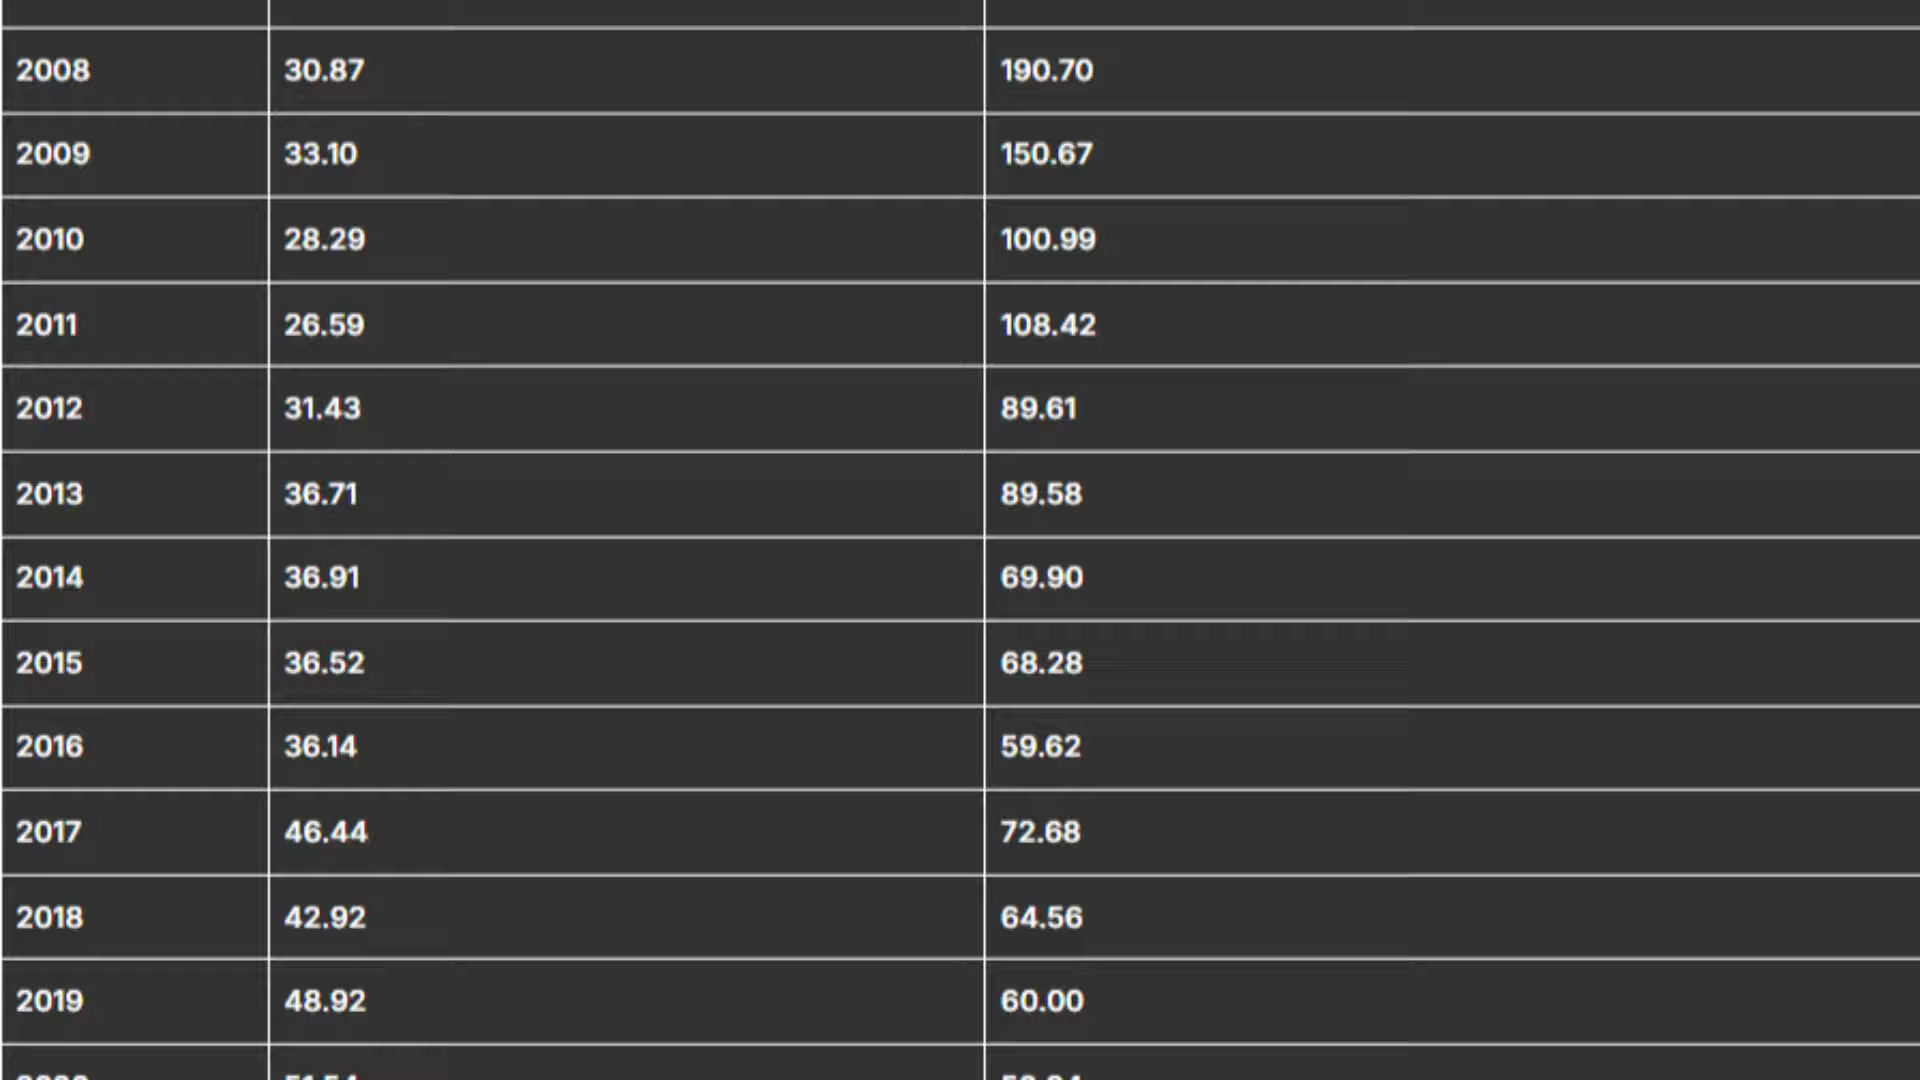 2008 30.87 190.70
2009 33.10 150.67
2010 28.29 100.99
2011 26.59 108.42
2012 31.43 89.61
2013 36.71 89.58
2014 36.91 69.90
2015 36.52 68.28
2016 36.14 59.62
2017 46.44 72.68
2018 42.92 64.56
2019 48.92 60.00